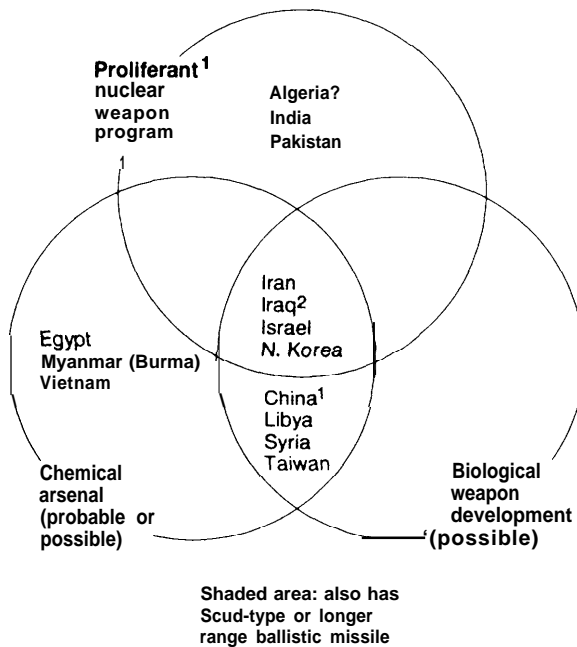 Proliferant¹
nuclear
weapon
program
1
Algeria?
India
Pakistan
Iran
Iraq²
Israel
N. Korea
Egypt
Myanmar (Burma)
Vietnam
China¹
Libya
Syria
Taiwan
Chemical
arsenal
(probable or
possible)
Biological
weapon
development
(possible)
Shaded area: also has
Scud-type or longer
range ballistic missile